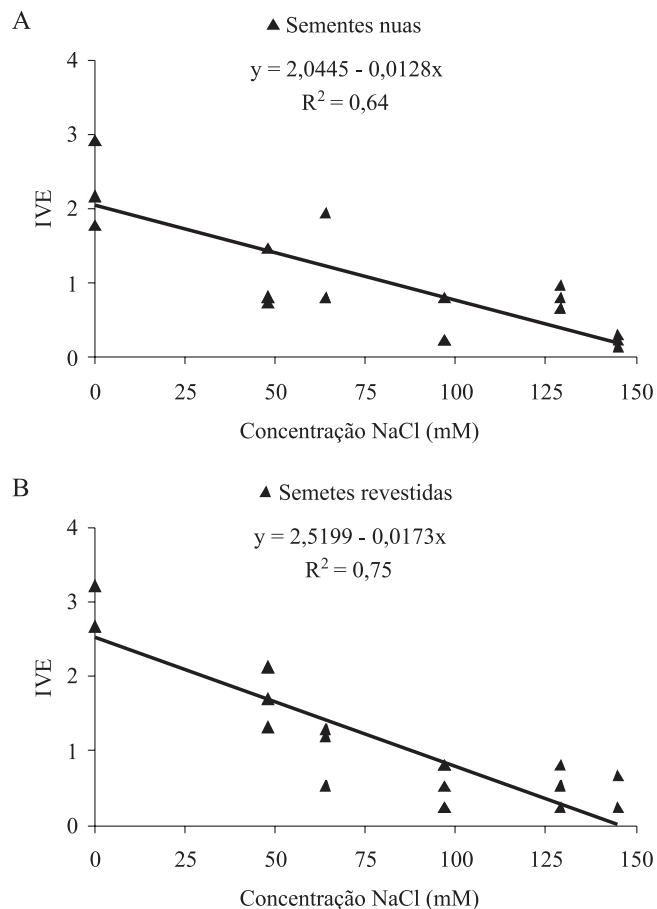 A
▲ Sementes nuas
y = 2,0445 - 0,0128x
R² = 0,64
4
3
2
1
0
IVE
0 25 50 75 100 125 150
Concentração NaCl (mM)
B
▲ Semetes revestidas
y = 2,5199 - 0,0173x
R² = 0,75
4
3
2
1
0
IVE
0 25 50 75 100 125 150
Concentração NaCl (mM)